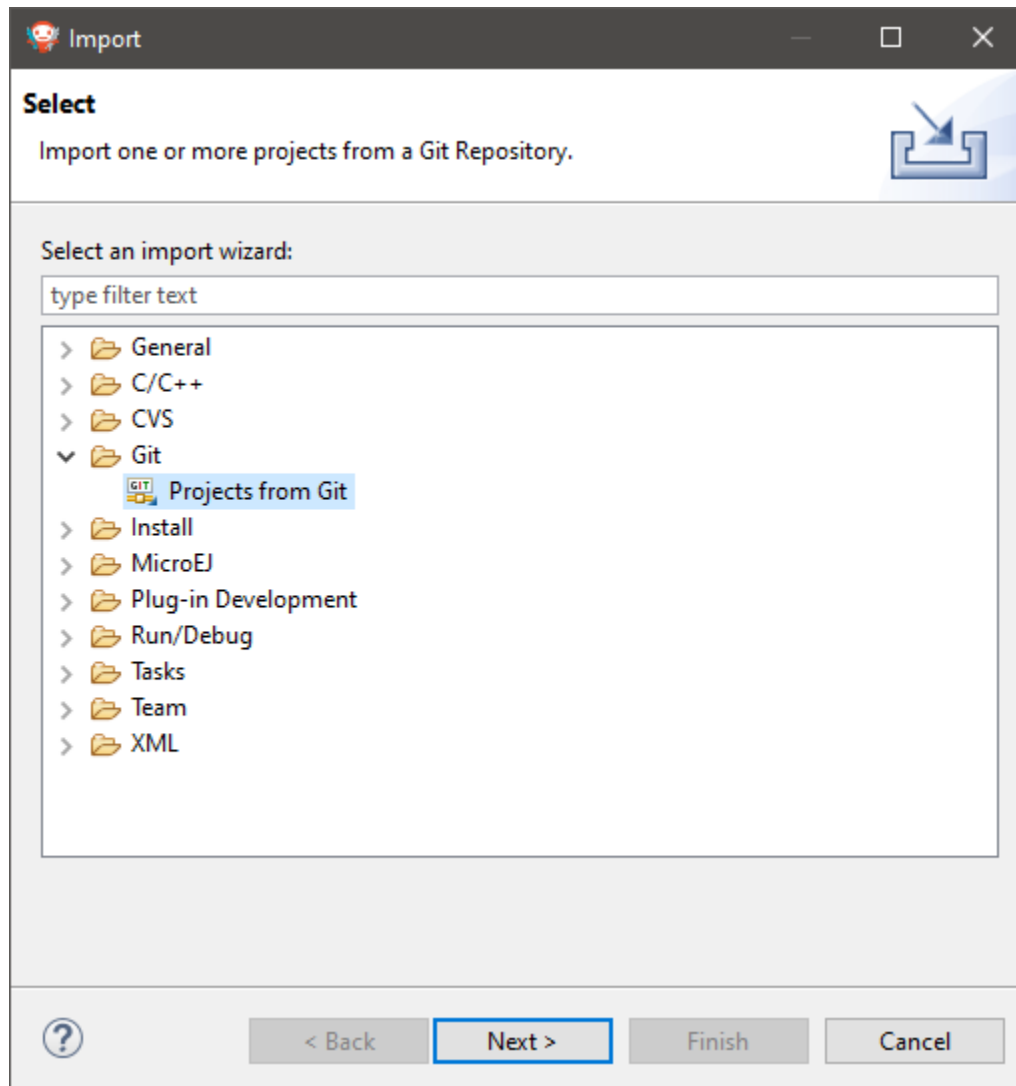 Import
Select
Import one or more projects from a Git Repository.
Select an import wizard:
type filter text
General
C/C++
CVS
Git
GIT Projects from Git
Install
MicroEJ
Plug-in Development
Run/Debug
Tasks
Team
XML
? < Back Next > Finish Cancel